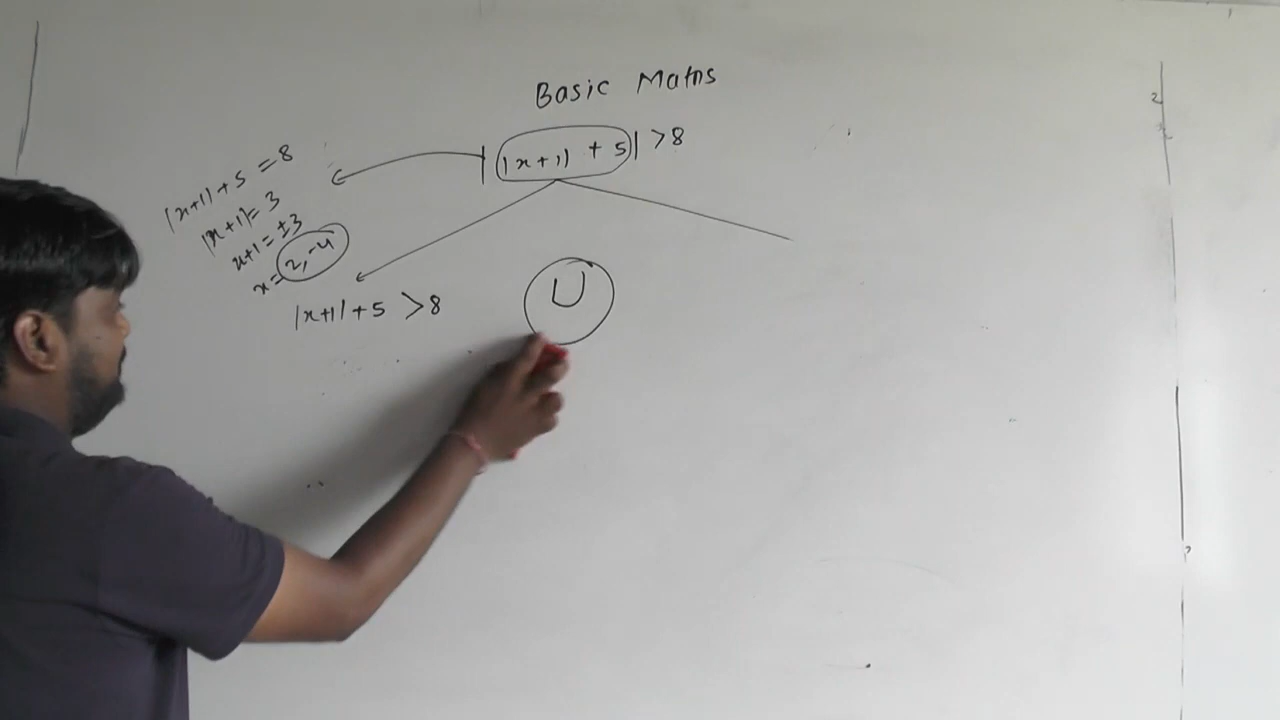 Basic Maths
||x+1| + 5| > 8
|x+1| + 5 = 8
|x+1| = 3
x+1 = ±3
x = 2, -4
|x+1| + 5 > 8
U